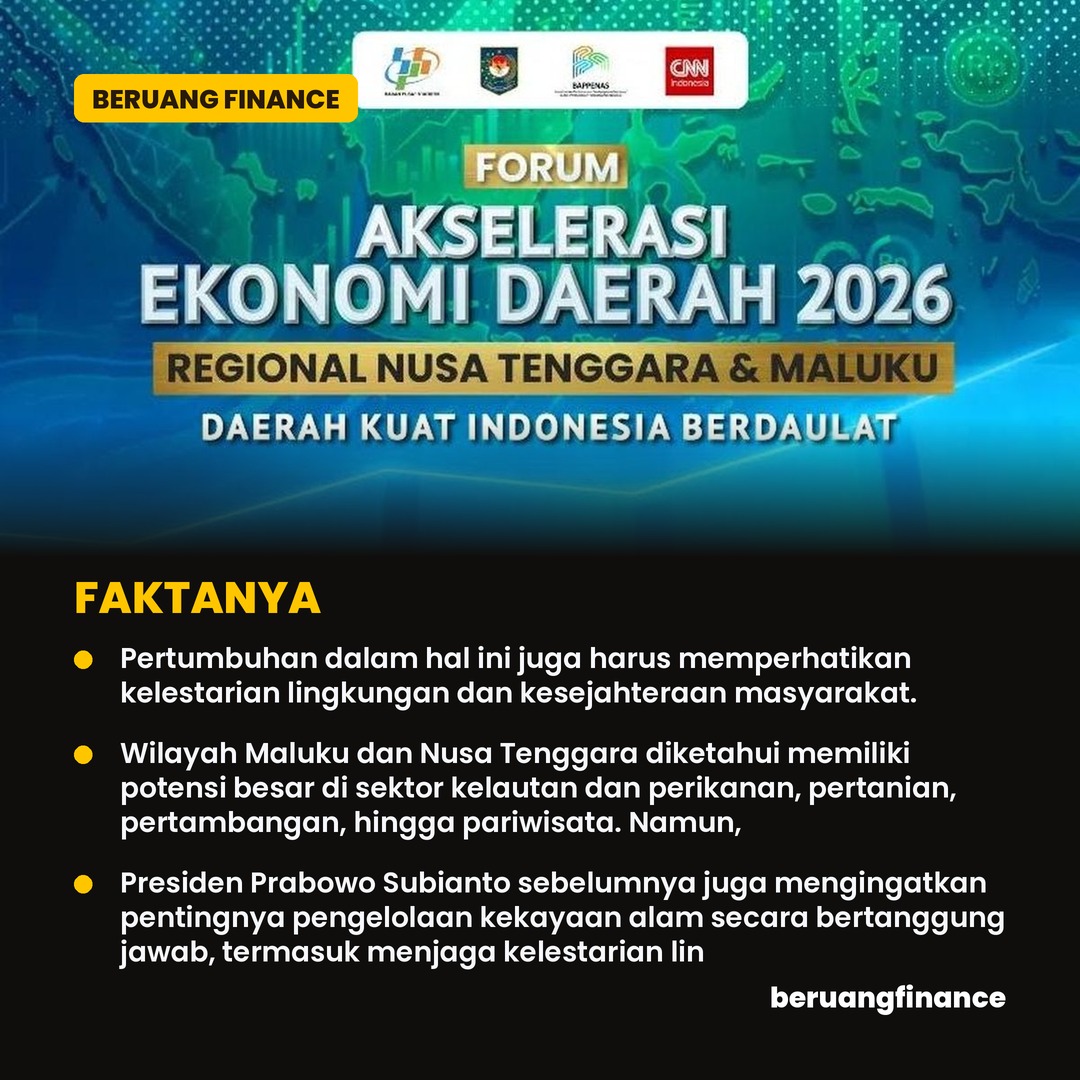 BERUANG FINANCE
BAPPENAS
CNN
Indonesia
FORUM
AKSELERASI
EKONOMI DAERAH 2026
REGIONAL NUSA TENGGARA & MALUKU
DAERAH KUAT INDONESIA BERDAULAT
FAKTANYA
Pertumbuhan dalam hal ini juga harus memperhatikan
kelestarian lingkungan dan kesejahteraan masyarakat.
Wilayah Maluku dan Nusa Tenggara diketahui memiliki
potensi besar di sektor kelautan dan perikanan, pertanian,
pertambangan, hingga pariwisata. Namun,
Presiden Prabowo Subianto sebelumnya juga mengingatkan
pentingnya pengelolaan kekayaan alam secara bertanggung
jawab, termasuk menjaga kelestarian lin
beruangfinance